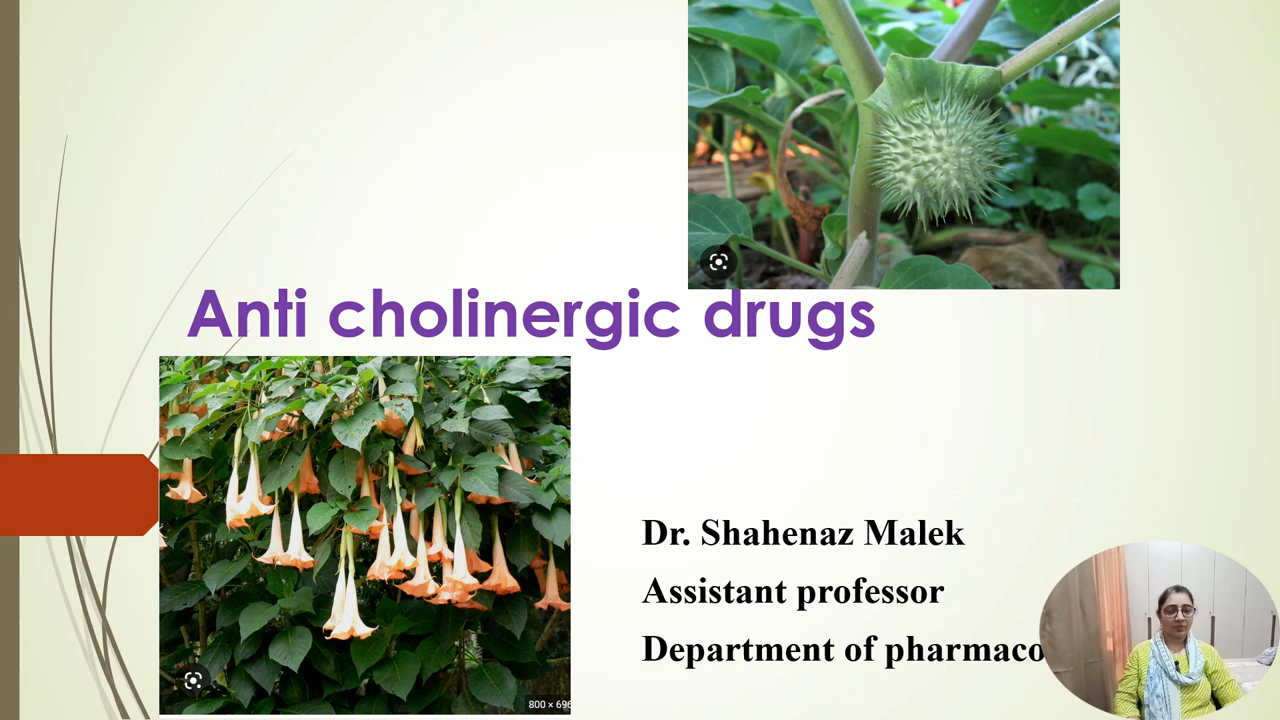 Anti cholinergic drugs
800 × 696
Dr. Shahenaz Malek
Assistant professor
Department of pharmaco